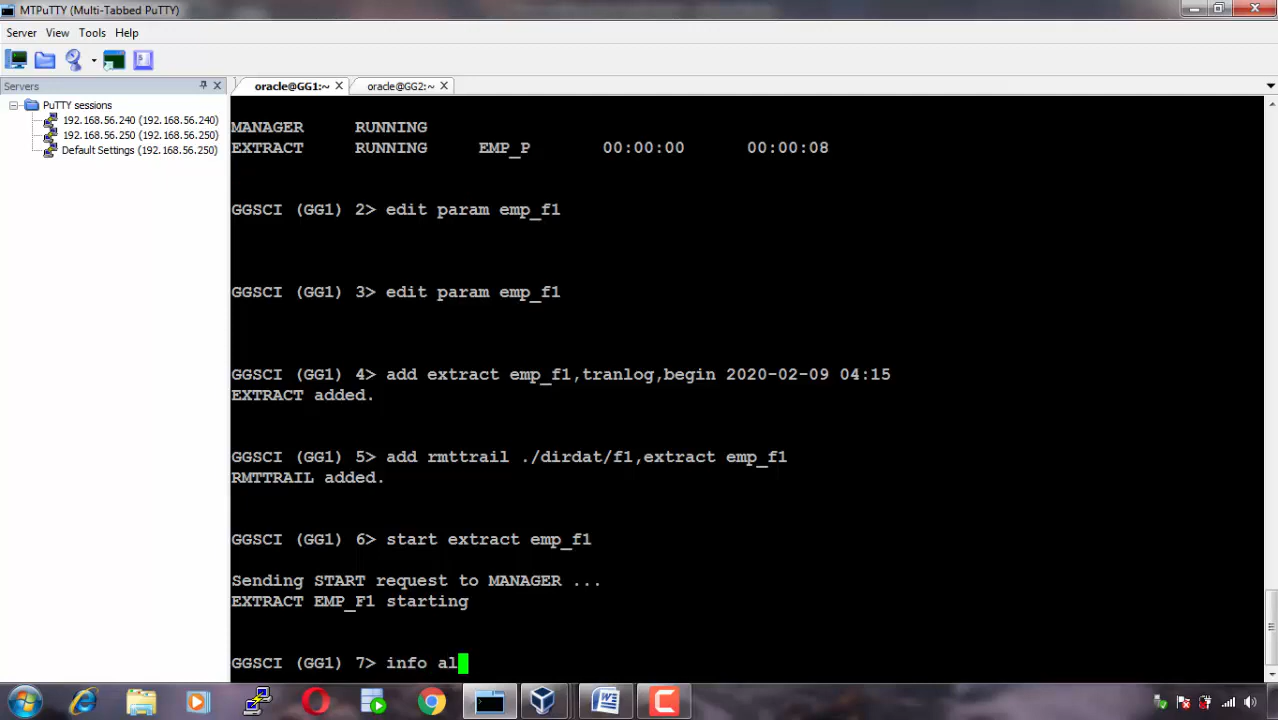 MTPuTTY (Multi-Tabbed PuTTY)
Server View Tools Help
Servers
oracle@GG1:~ oracle@GG2:~
PuTTY sessions
192.168.56.240 (192.168.56.240)
192.168.56.250 (192.168.56.250)
Default Settings (192.168.56.250)
MANAGER RUNNING
EXTRACT RUNNING EMP_P 00:00:00 00:00:08
GGSCI (GG1) 2> edit param emp_f1
GGSCI (GG1) 3> edit param emp_f1
GGSCI (GG1) 4> add extract emp_f1,tranlog,begin 2020-02-09 04:15
EXTRACT added.
GGSCI (GG1) 5> add rmttrail ./dirdat/f1,extract emp_f1
RMTTRAIL added.
GGSCI (GG1) 6> start extract emp_f1
Sending START request to MANAGER ...
EXTRACT EMP_F1 starting
GGSCI (GG1) 7> info al